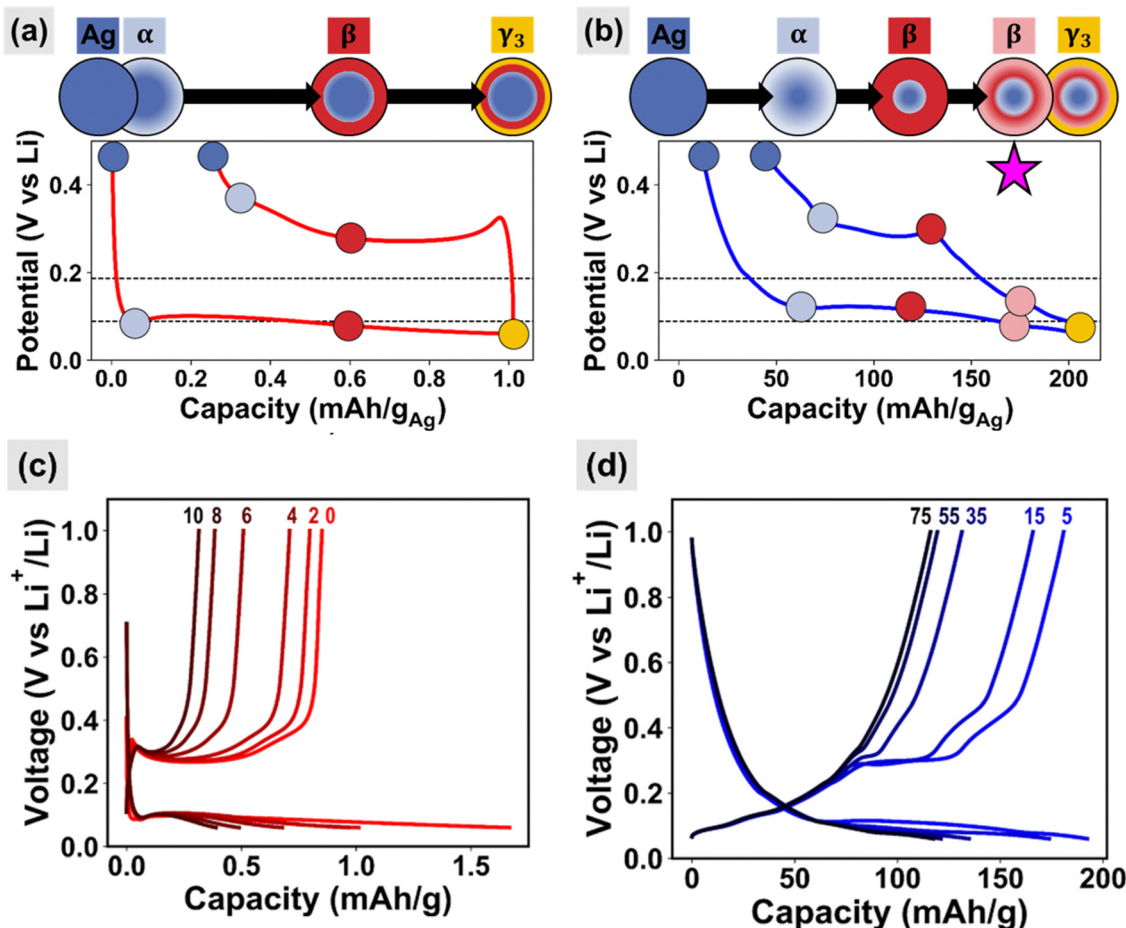 (a)
Ag α β γ₃
Potential (V vs Li)
0.4
0.2
0.0
0.0 0.2 0.4 0.6 0.8 1.0
Capacity (mAh/g_Ag)
(b)
Ag α β β γ₃
Potential (V vs Li)
0.4
0.2
0.0
0 50 100 150 200
Capacity (mAh/g_Ag)
(c)
10 8 6 4 2 0
Voltage (V vs Li⁺/Li)
1.0
0.8
0.6
0.4
0.2
0.0
0.0 0.5 1.0 1.5
Capacity (mAh/g)
(d)
75 55 35 15 5
Voltage (V vs Li⁺/Li)
1.0
0.8
0.6
0.4
0.2
0.0
0 50 100 150 200
Capacity (mAh/g)